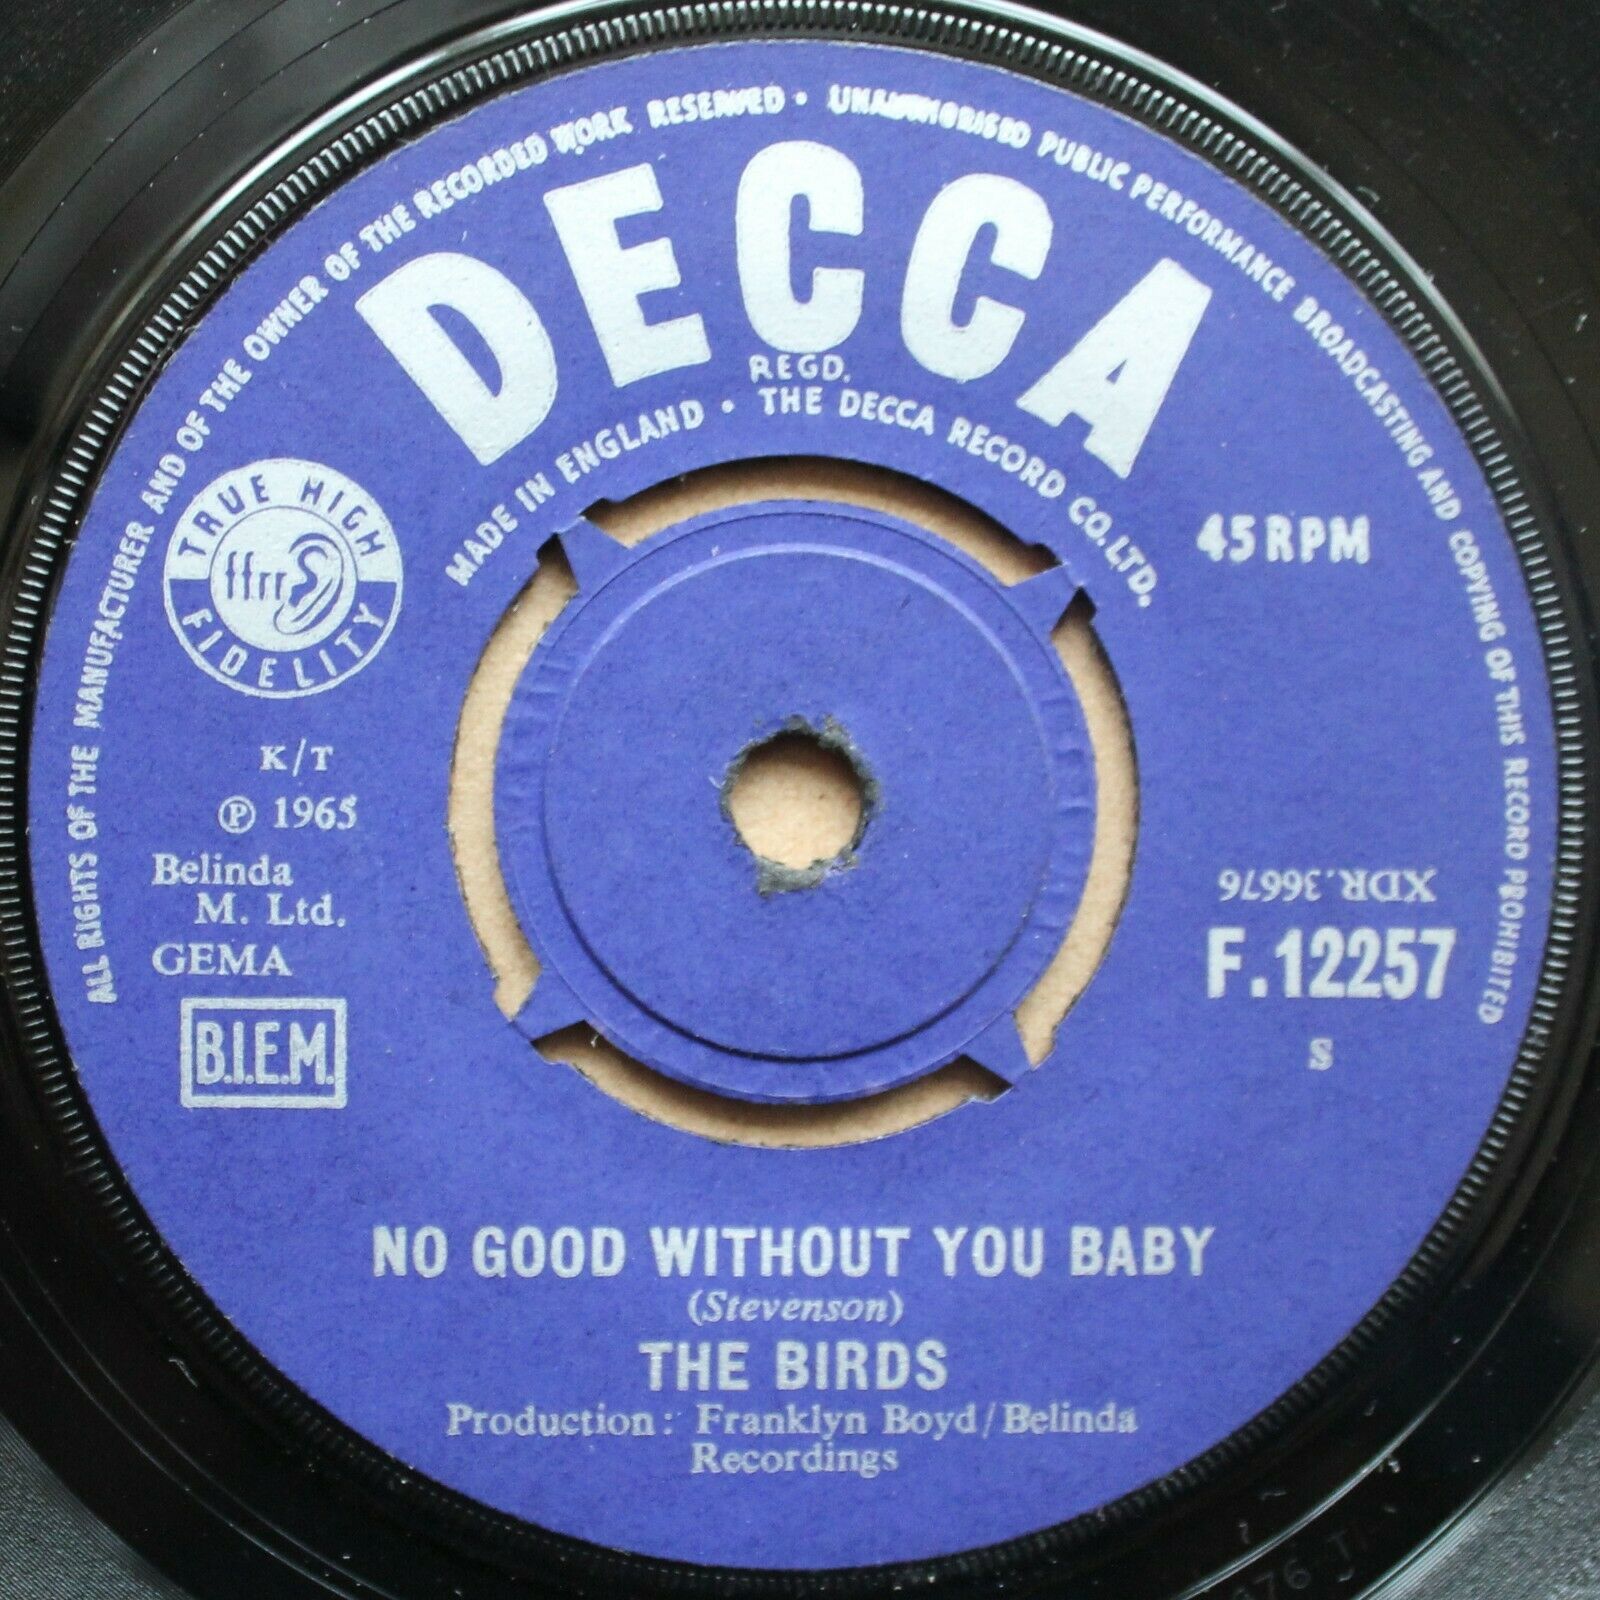 ALL RIGHTS OF THE MANUFACTURER AND OF THE OWNER OF THE RECORDED WORK RESERVED · UNAUTHORISED PUBLIC PERFORMANCE BROADCASTING AND COPYING OF THIS RECORD PROHIBITED
DECCA
REGD.
MADE IN ENGLAND · THE DECCA RECORD CO. LTD.
TRUE HIGH
ffrr
FIDELITY
45 RPM
K/T
℗ 1965
Belinda
M. Ltd.
GEMA
B.I.E.M.
XDR.36676
F.12257
S
NO GOOD WITHOUT YOU BABY
(Stevenson)
THE BIRDS
Production: Franklyn Boyd/Belinda
Recordings